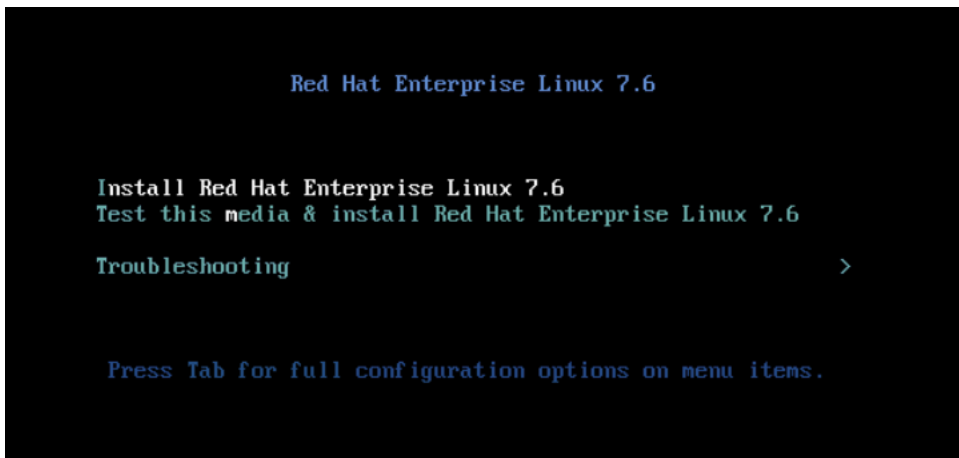 Red Hat Enterprise Linux 7.6
Install Red Hat Enterprise Linux 7.6
Test this media & install Red Hat Enterprise Linux 7.6
Troubleshooting >
Press Tab for full configuration options on menu items.